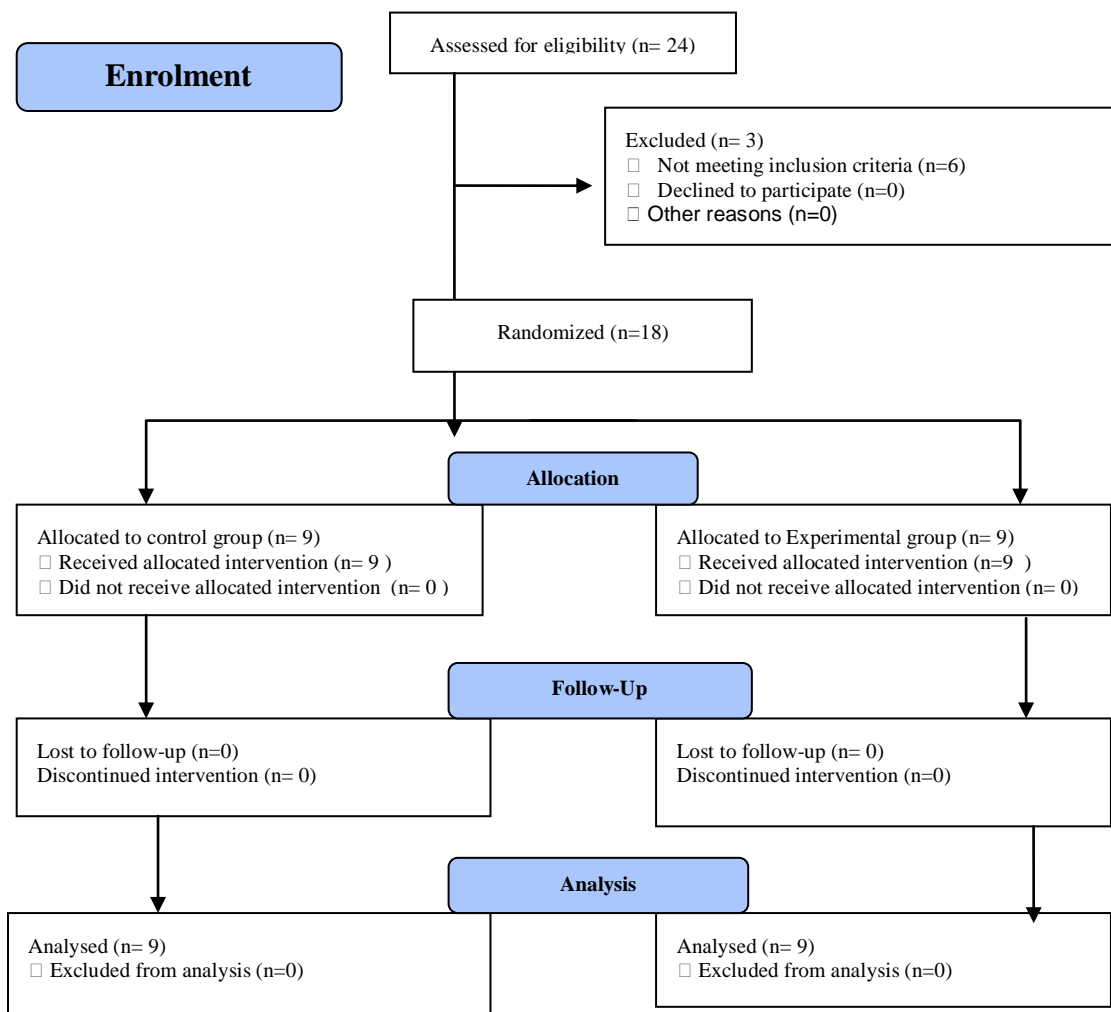 Assessed for eligibility (n= 24)
Enrolment
Excluded (n= 3)
□ Not meeting inclusion criteria (n=6)
□ Declined to participate (n=0)
□ Other reasons (n=0)
Randomized (n=18)
Allocation
Allocated to control group (n= 9)
□ Received allocated intervention (n= 9 )
□ Did not receive allocated intervention (n= 0 )
Allocated to Experimental group (n= 9)
□ Received allocated intervention (n=9 )
□ Did not receive allocated intervention (n= 0)
Follow-Up
Lost to follow-up (n=0)
Discontinued intervention (n= 0)
Lost to follow-up (n= 0)
Discontinued intervention (n=0)
Analysis
Analysed (n= 9)
□ Excluded from analysis (n=0)
Analysed (n= 9)
□ Excluded from analysis (n=0)